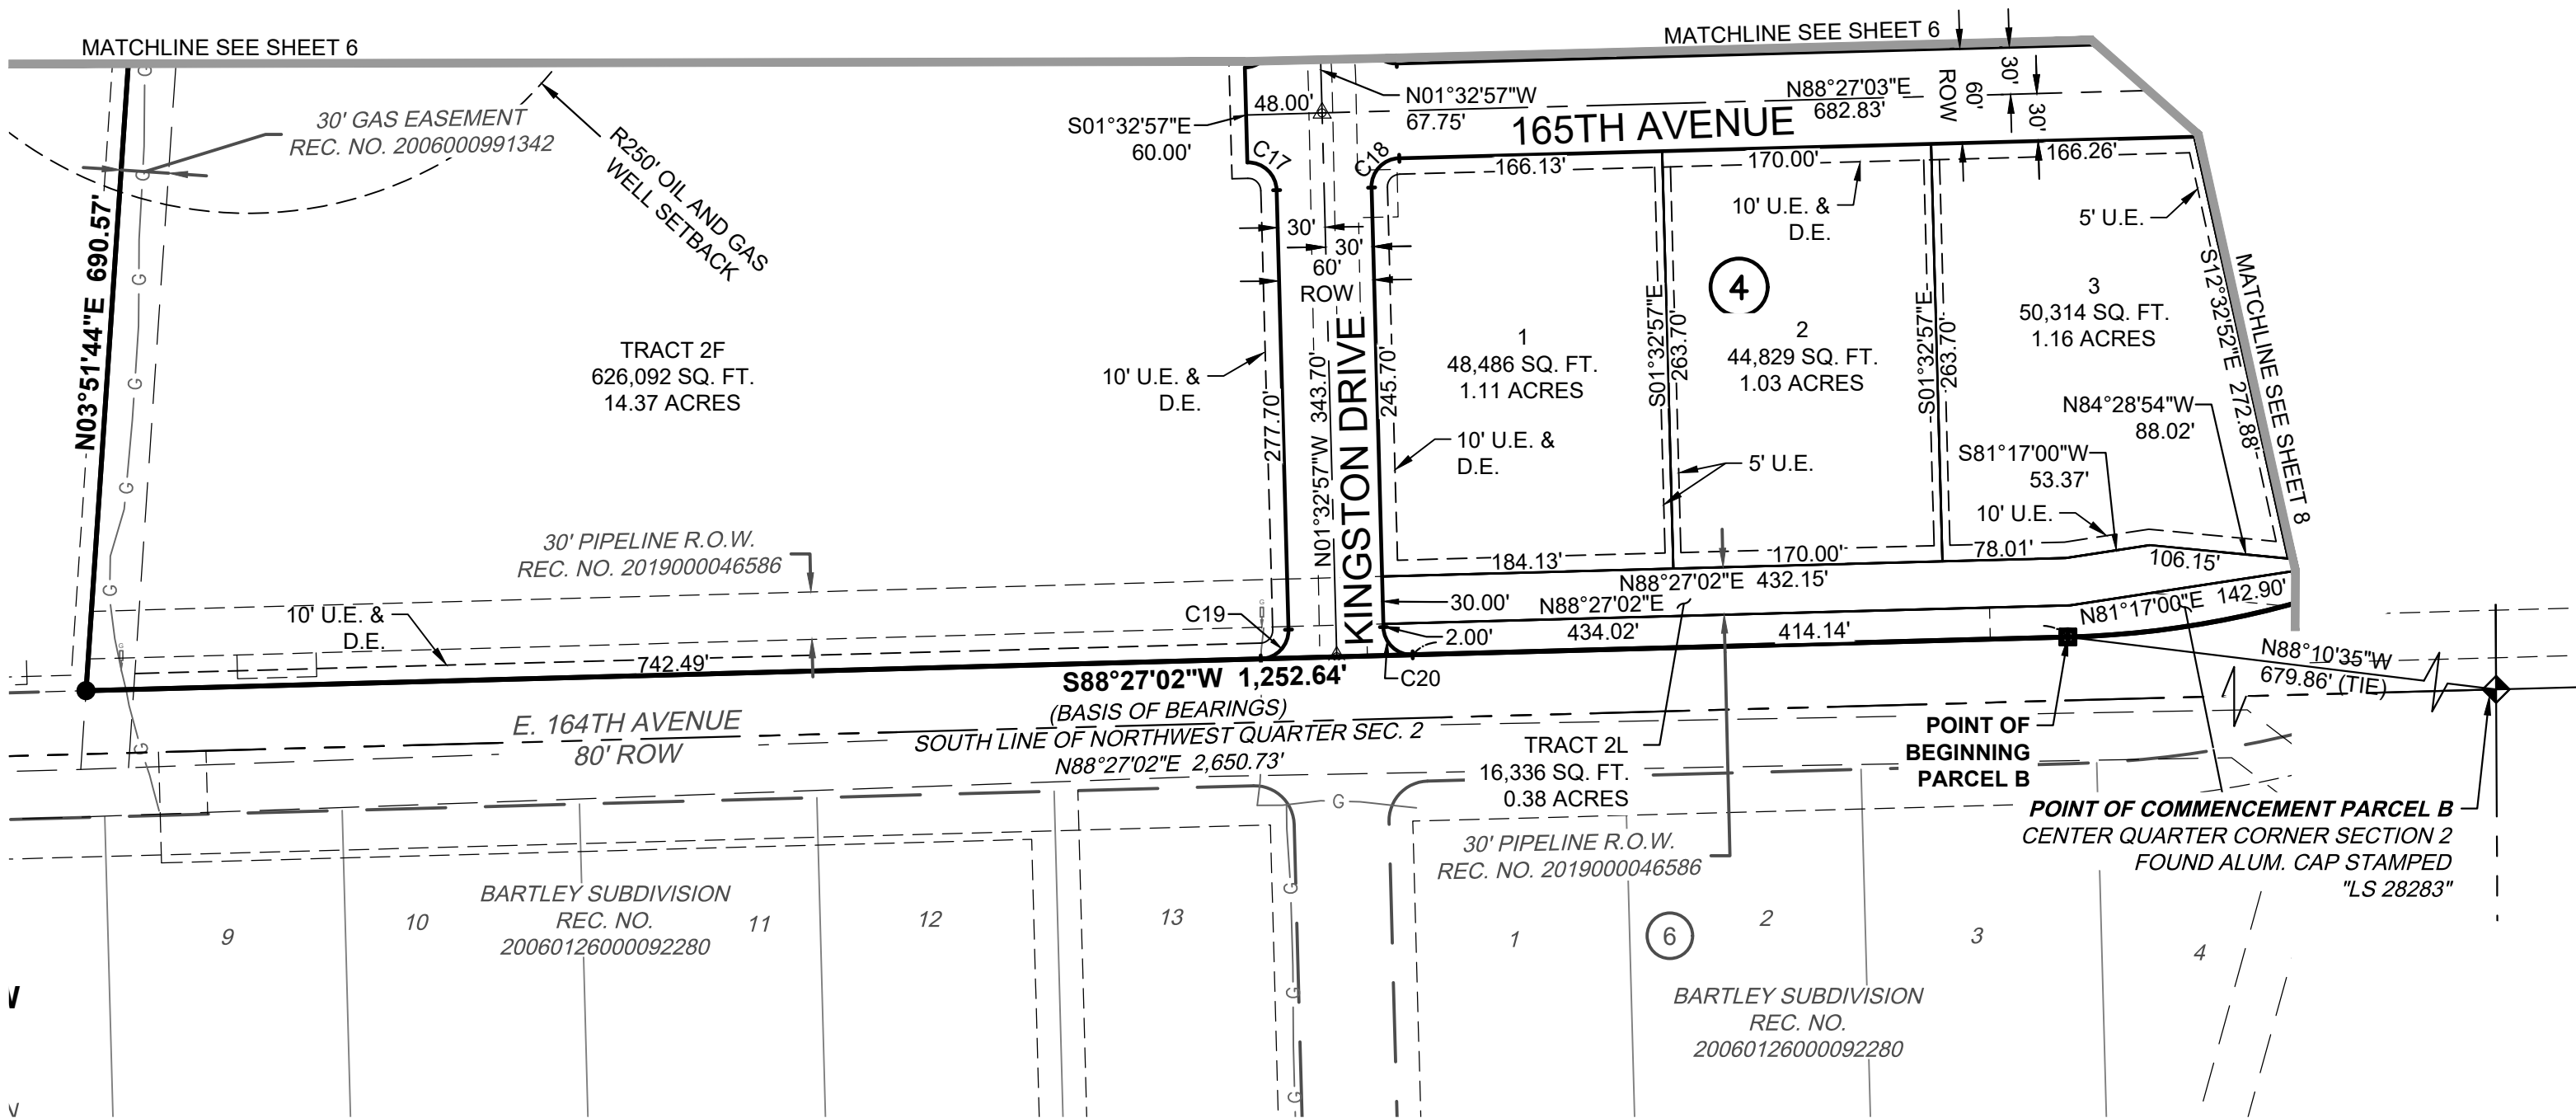 MATCHLINE SEE SHEET 6
MATCHLINE SEE SHEET 6
30' GAS EASEMENT
REC. NO. 2006000991342
R250' OIL AND GAS
WELL SETBACK
N03°51'44"E 690.57'
TRACT 2F
626,092 SQ. FT.
14.37 ACRES
S01°32'57"E
60.00'
48.00'
N01°32'57"W
67.75'
165TH AVENUE
N88°27'03"E
682.83'
ROW
60'
30'
30'
C17
C18
166.13'
170.00'
166.26'
10' U.E. &
D.E.
5' U.E.
30'
30'
60'
ROW
KINGSTON DRIVE
N01°32'57"W 343.70'
277.70'
245.70'
10' U.E. &
D.E.
10' U.E. &
D.E.
4
1
48,486 SQ. FT.
1.11 ACRES
S01°32'57"E
263.70'
2
44,829 SQ. FT.
1.03 ACRES
S01°32'57"E
263.70'
3
50,314 SQ. FT.
1.16 ACRES
S12°32'52"E 272.88'
MATCHLINE SEE SHEET 8
5' U.E.
N84°28'54"W
88.02'
S81°17'00"W
53.37'
10' U.E.
184.13'
170.00'
78.01'
106.15'
30' PIPELINE R.O.W.
REC. NO. 2019000046586
10' U.E. &
D.E.
C19
N88°27'02"E 432.15'
30.00'
N88°27'02"E
434.02'
414.14'
N81°17'00"E 142.90'
2.00'
C20
742.49'
S88°27'02"W 1,252.64'
(BASIS OF BEARINGS)
SOUTH LINE OF NORTHWEST QUARTER SEC. 2
N88°27'02"E 2,650.73'
E. 164TH AVENUE
80' ROW
N88°10'35"W
679.86' (TIE)
TRACT 2L
16,336 SQ. FT.
0.38 ACRES
POINT OF
BEGINNING
PARCEL B
POINT OF COMMENCEMENT PARCEL B
CENTER QUARTER CORNER SECTION 2
FOUND ALUM. CAP STAMPED
"LS 28283"
30' PIPELINE R.O.W.
REC. NO. 2019000046586
BARTLEY SUBDIVISION
REC. NO.
20060126000092280
9
10
11
12
13
1
6
2
3
4
BARTLEY SUBDIVISION
REC. NO.
20060126000092280
G
G
G
G
G
G
G
G
G
G
G